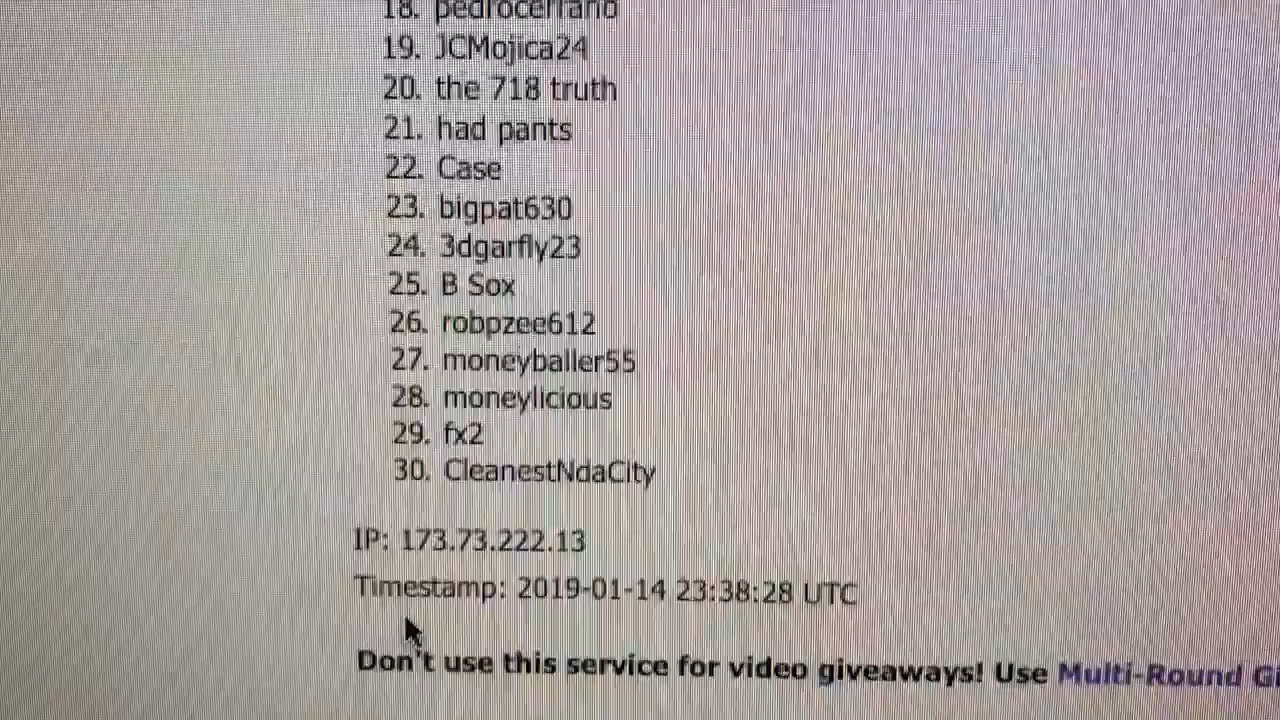 18. pedrocerrano
19. JCMojica24
20. the 718 truth
21. had pants
22. Case
23. bigpat630
24. 3dgarfly23
25. B Sox
26. robpzee612
27. moneyballer55
28. moneylicious
29. fx2
30. CleanestNdaCIty
IP: 173.73.222.13
Timestamp: 2019-01-14 23:38:28 UTC
Don't use this service for video giveaways! Use Multi-Round